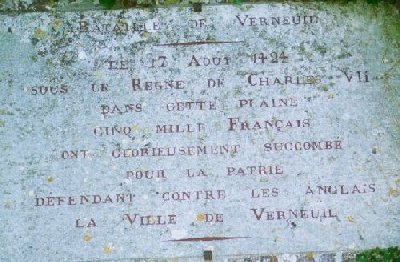 BATAILLE DE VERNEUIL
LE 17 AOUT 1424
SOUS LE REGNE DE CHARLES VII
DANS CETTE PLAINE
CINQ MILLE FRANÇAIS
ONT GLORIEUSEMENT SUCCOMBÉ
POUR LA PATRIE
DEFENDANT CONTRE LES ANGLAIS
LA VILLE DE VERNEUIL